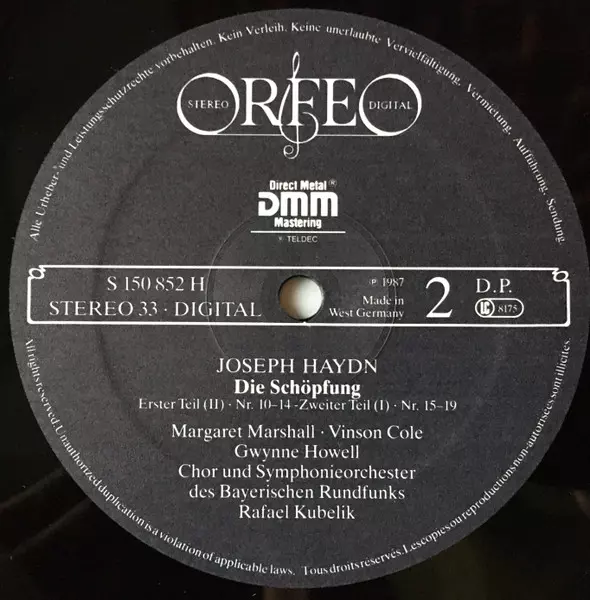 Alle Urheber- und Leistungsschutzrechte vorbehalten. Kein Verleih. Keine unerlaubte Vervielfältigung, Vermietung, Aufführung, Sendung.
STEREO ORFEO DIGITAL
Direct Metal ®
DMM
Mastering
® TELDEC
S 150 852 H
STEREO 33 · DIGITAL
℗ 1987
Made in
West Germany
2
D.P.
LC 8175
JOSEPH HAYDN
Die Schöpfung
Erster Teil (II) · Nr. 10–14 - Zweiter Teil (I) · Nr. 15–19
Margaret Marshall · Vinson Cole
Gwynne Howell
Chor und Symphonieorchester
des Bayerischen Rundfunks
Rafael Kubelik
All rights reserved. Unauthorized duplication is a violation of applicable laws. Tous droits réservés. Les copies ou reproductions non-autorisées sont illicites.